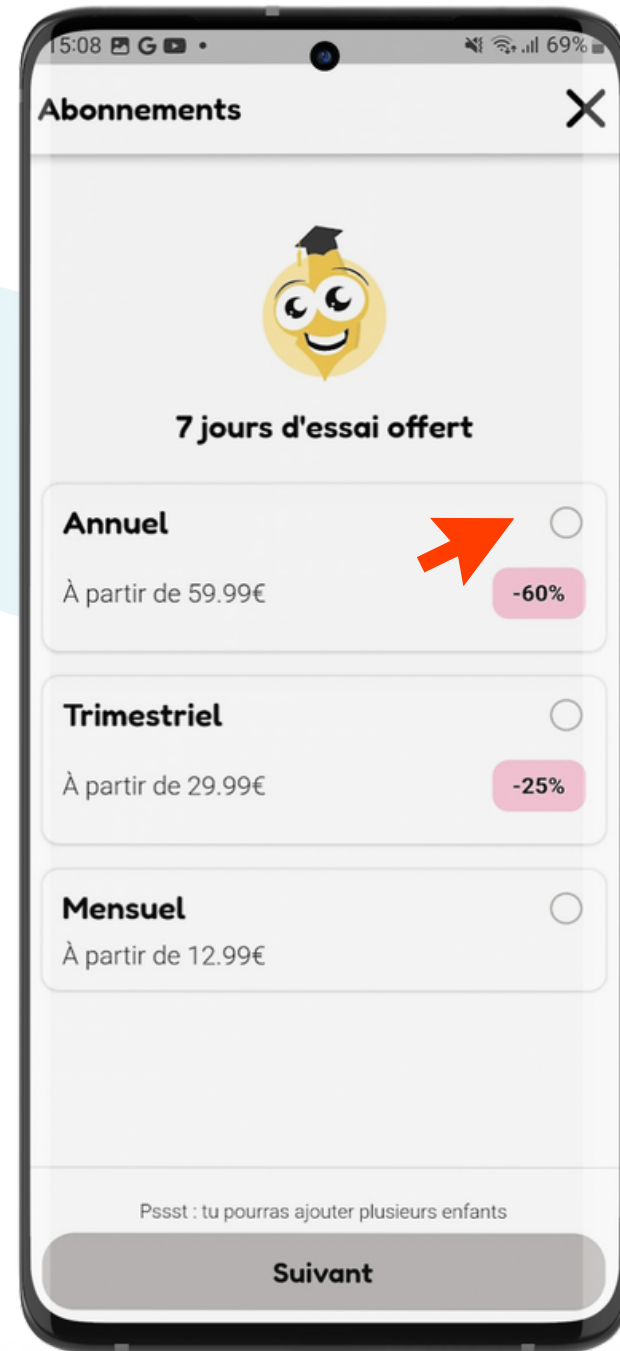 15:08 G 69%
Abonnements
7 jours d'essai offert
Annuel
À partir de 59.99€
-60%
Trimestriel
À partir de 29.99€
-25%
Mensuel
À partir de 12.99€
Pssst : tu pourras ajouter plusieurs enfants
Suivant